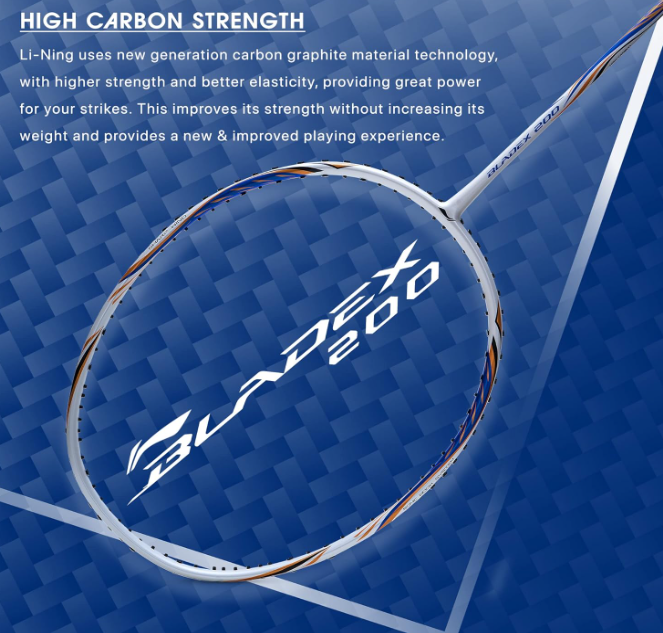 HIGH CARBON STRENGTH
Li-Ning uses new generation carbon graphite material technology,
with higher strength and better elasticity, providing great power
for your strikes. This improves its strength without increasing its
weight and provides a new & improved playing experience.
BLADEX 200
BLADEX
200